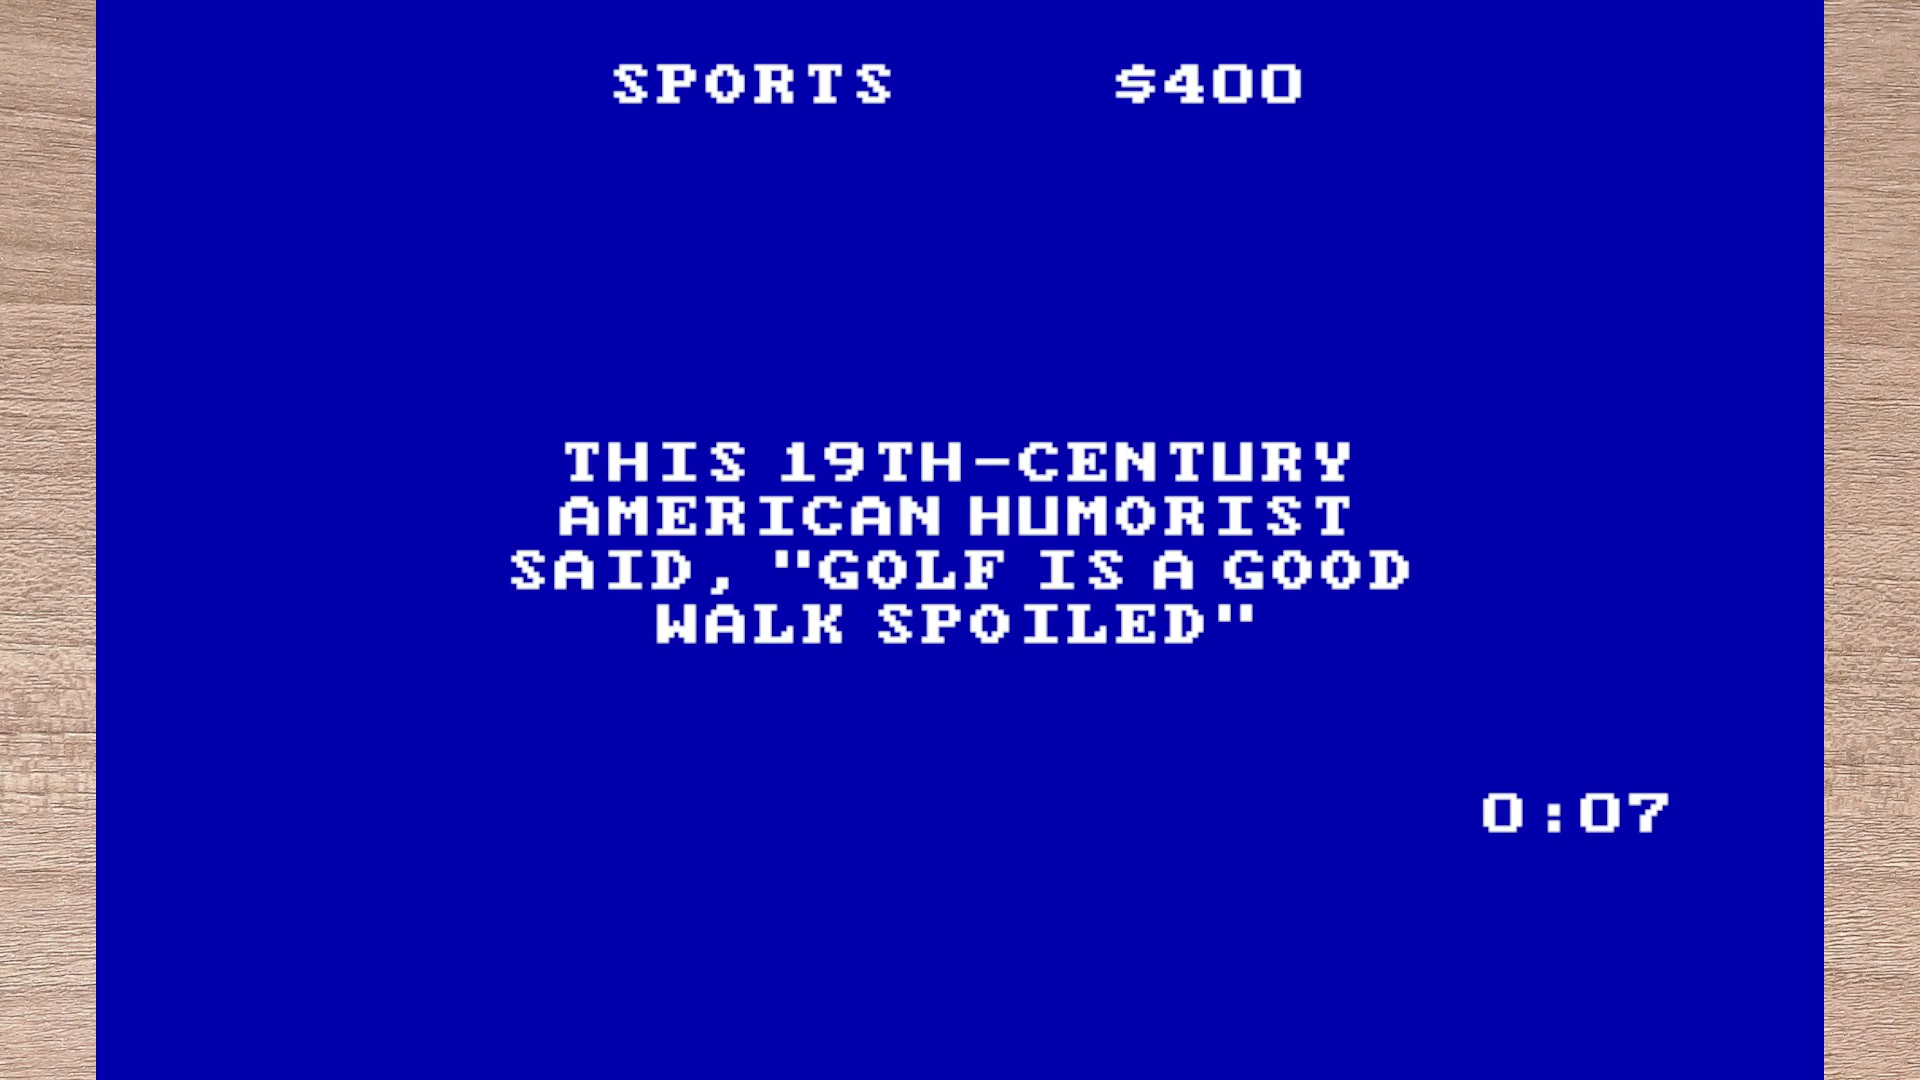 SPORTS $400
THIS 19TH-CENTURY
AMERICAN HUMORIST
SAID, "GOLF IS A GOOD
WALK SPOILED"
0:07